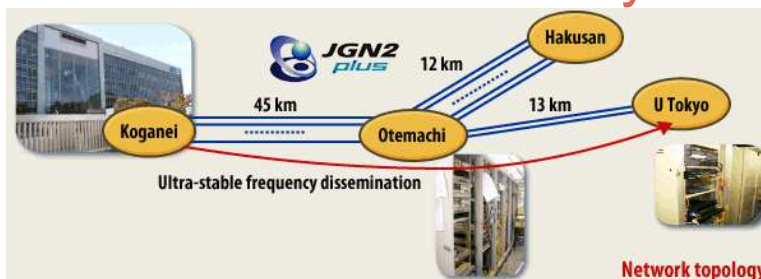 JGN2
plus
Hakusan
12 km
45 km
13 km
U Tokyo
Koganei
Otemachi
Ultra-stable frequency dissemination
Network topology